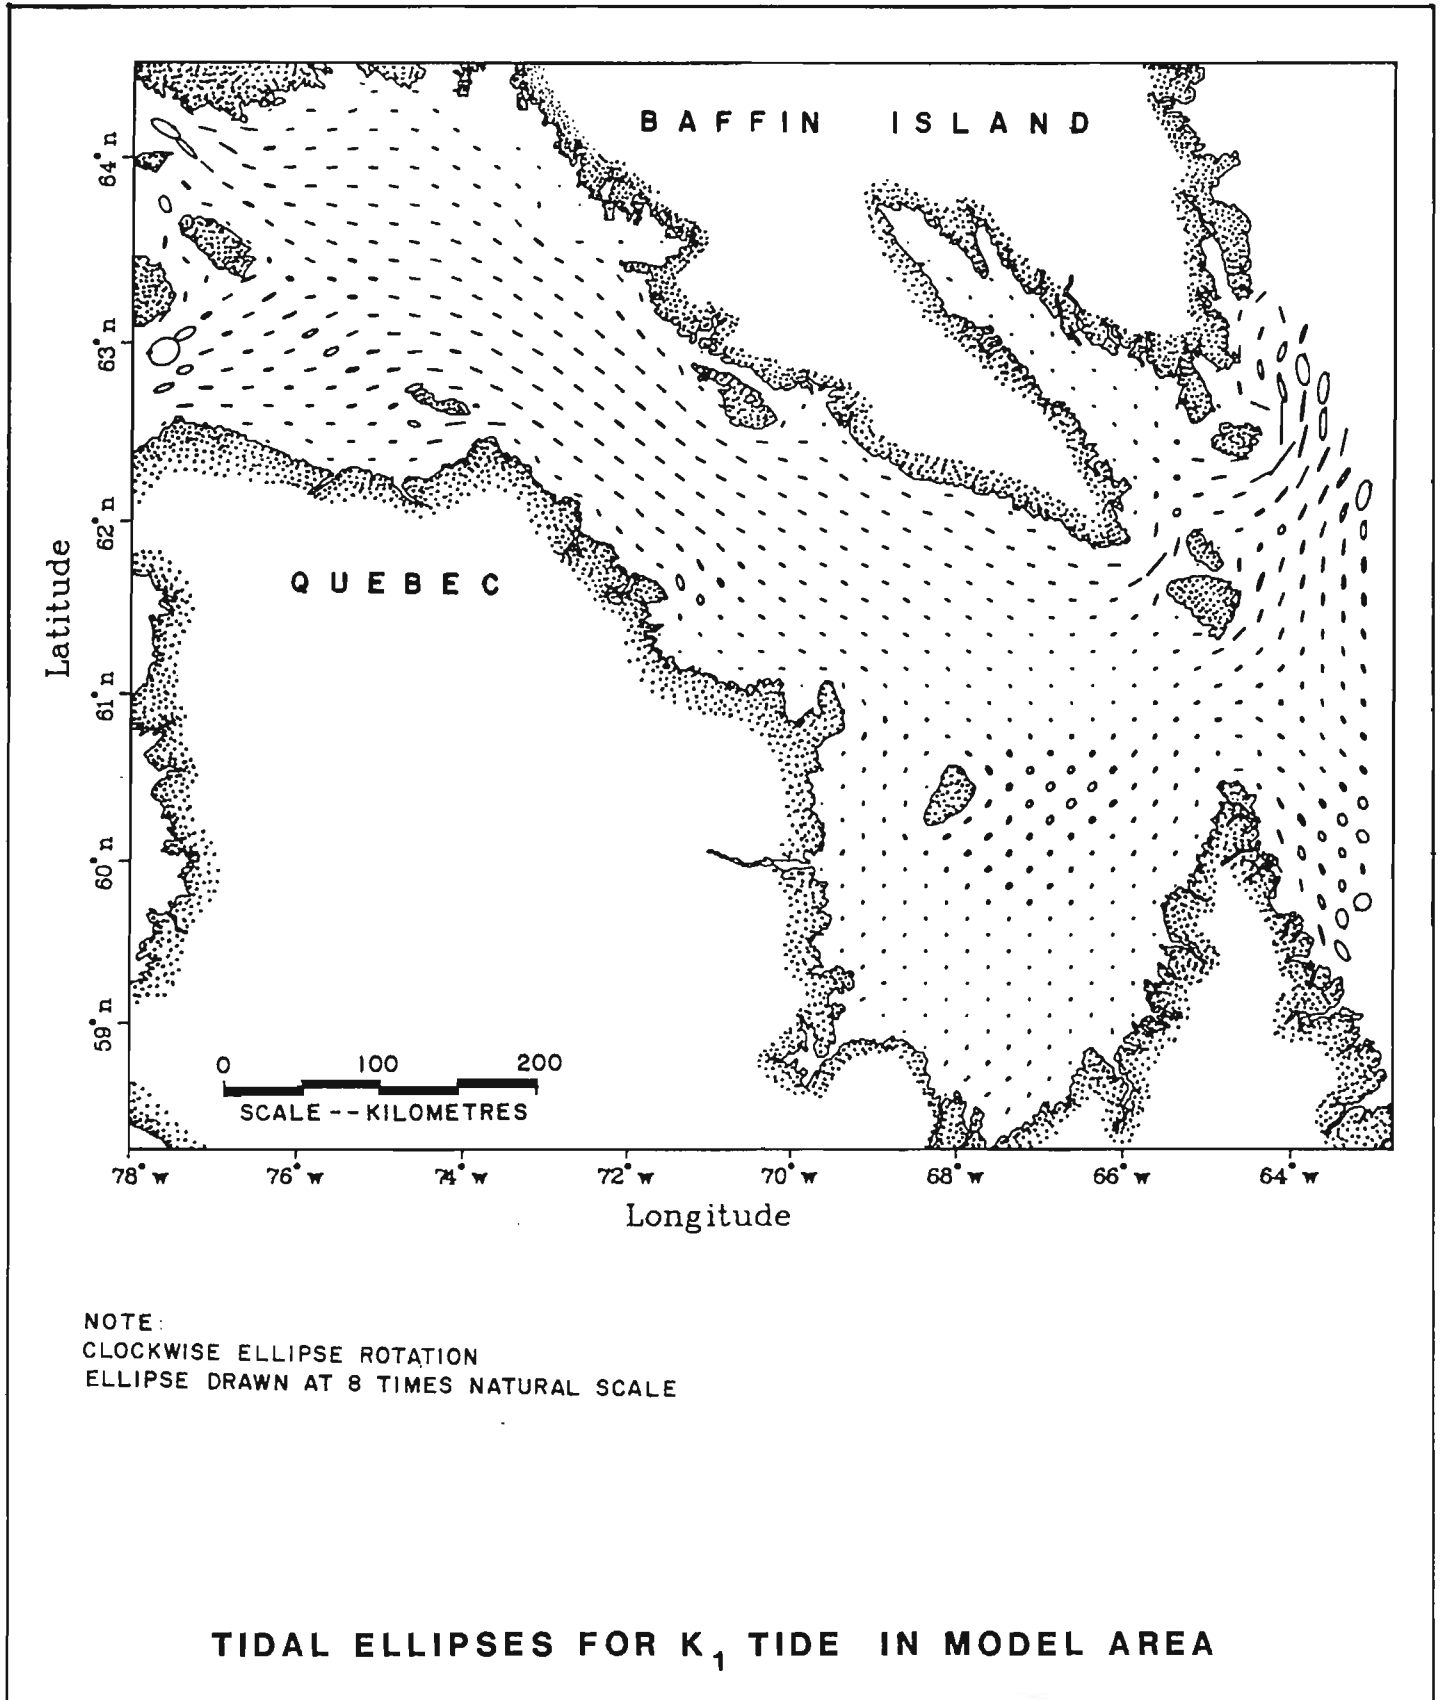 BAFFIN ISLAND
64°n
63°n
62°n
61°n
60°n
59°n
Latitude
QUEBEC
0 100 200
SCALE -- KILOMETRES
78°w 76°w 74°w 72°w 70°w 68°w 66°w 64°w
Longitude
NOTE:
CLOCKWISE ELLIPSE ROTATION
ELLIPSE DRAWN AT 8 TIMES NATURAL SCALE
TIDAL ELLIPSES FOR K₁ TIDE IN MODEL AREA